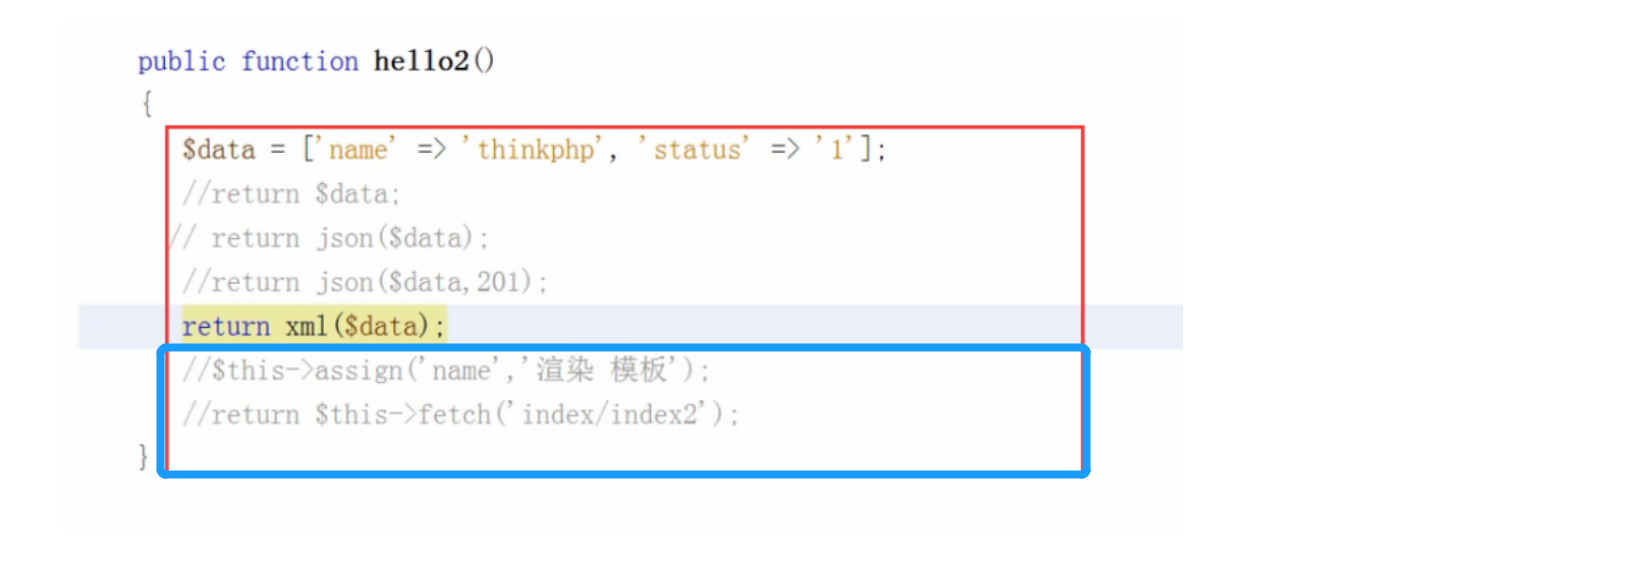 public function hello2()
{
$data = ['name' => 'thinkphp', 'status' => '1'];
//return $data;
// return json($data);
//return json($data,201);
return xml($data);
//$this->assign('name','渲染 模板');
//return $this->fetch('index/index2');
}